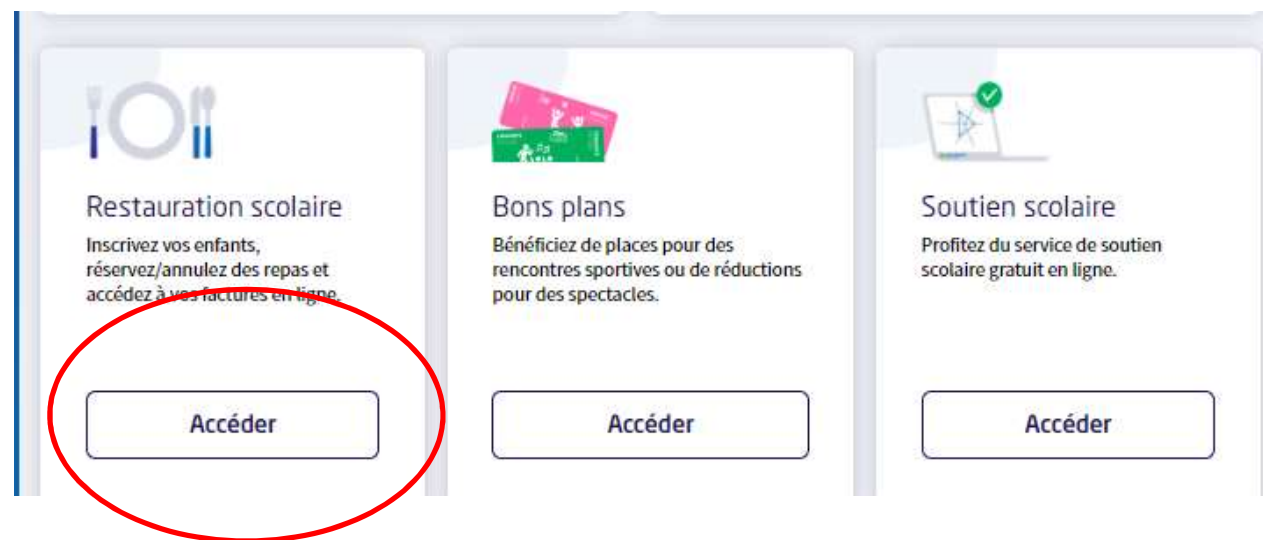 Restauration scolaire
Inscrivez vos enfants,
réservez/annulez des repas et
accédez à vos factures en ligne.
Accéder
Bons plans
Bénéficiez de places pour des
rencontres sportives ou de réductions
pour des spectacles.
Accéder
Soutien scolaire
Profitez du service de soutien
scolaire gratuit en ligne.
Accéder